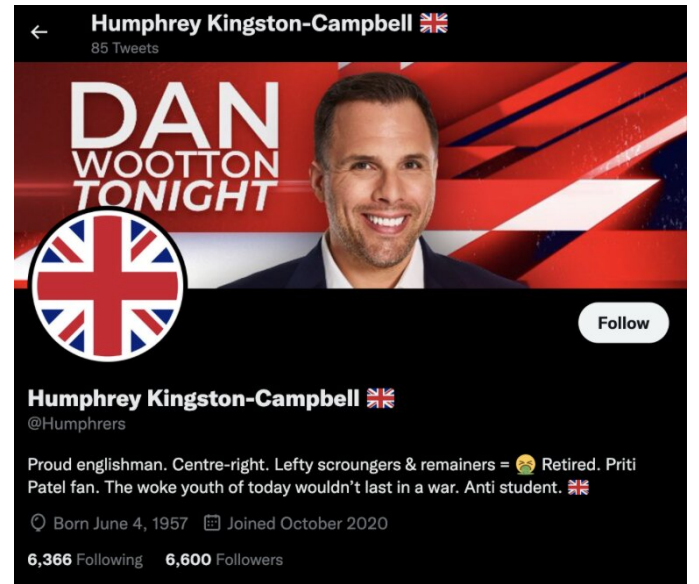 Humphrey Kingston-Campbell 🇬🇧
85 Tweets
DAN
WOOTTON
TONIGHT
Follow
Humphrey Kingston-Campbell 🇬🇧
@Humphrers
Proud englishman. Centre-right. Lefty scroungers & remainers = 🤮 Retired. Priti
Patel fan. The woke youth of today wouldn't last in a war. Anti student. 🇬🇧
Born June 4, 1957 Joined October 2020
6,366 Following 6,600 Followers